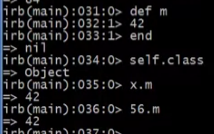 => 84
irb(main):031:0> def m
irb(main):032:1> 42
irb(main):033:1> end
=> nil
irb(main):034:0> self.class
=> Object
irb(main):035:0> x.m
=> 42
irb(main):036:0> 56.m
=> 42
irb(main):037:0>